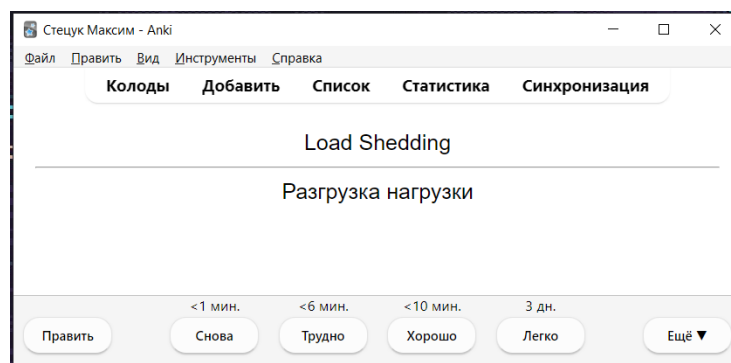 Стецук Максим - Anki
Файл Править Вид Инструменты Справка
Колоды Добавить Список Статистика Синхронизация
Load Shedding
Разгрузка нагрузки
<1 мин. <6 мин. <10 мин. 3 дн.
Править Снова Трудно Хорошо Легко Ещё ▼